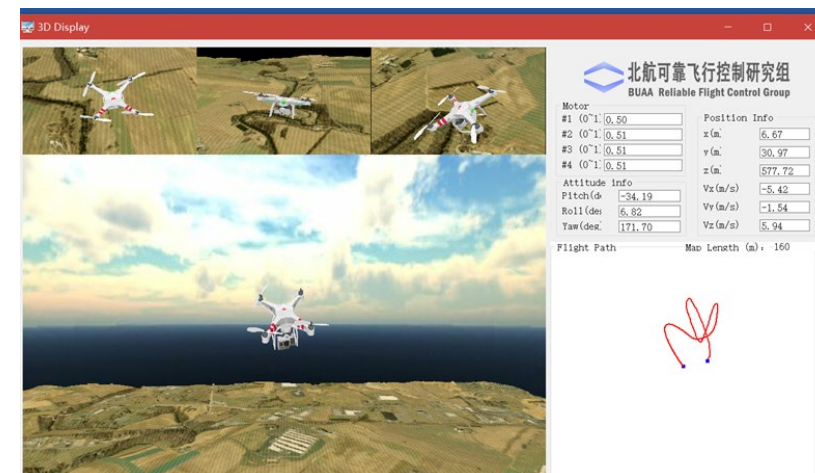 3D Display
北航可靠飞行控制研究组
BUAA Reliable Flight Control Group
Motor
#1 (0~1) 0.50
#2 (0~1) 0.51
#3 (0~1) 0.51
#4 (0~1) 0.51
Attitude info
Pitch(de -34.19
Roll(deg 6.82
Yaw(deg) 171.70
Position Info
x(m) 6.67
y(m) 30.97
z(m) 577.72
Vx(m/s) -5.42
Vy(m/s) -1.54
Vz(m/s) 5.94
Flight Path
Map Length (m): 160